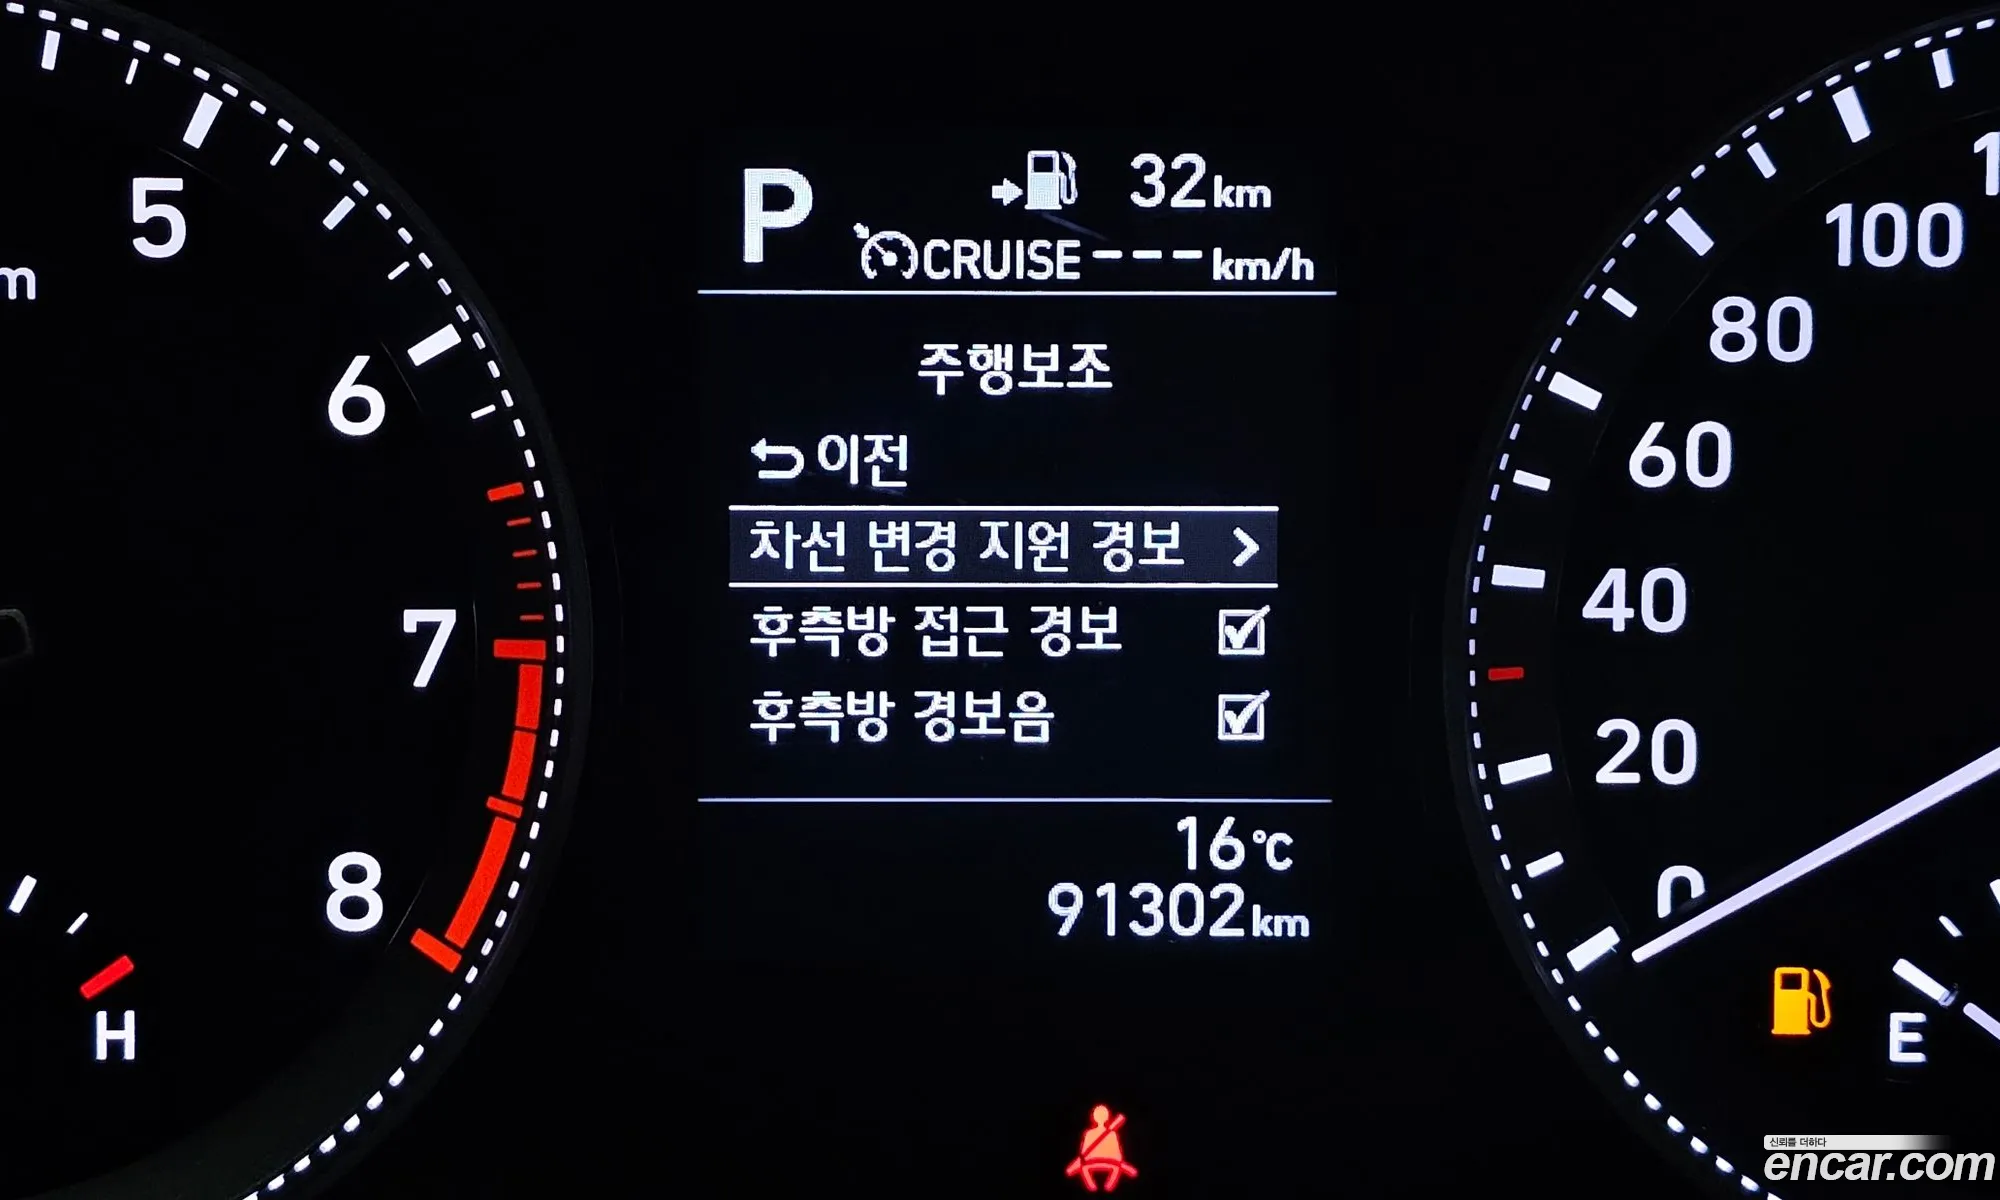 5
6
7
8
H
P
32km
CRUISE---km/h
주행보조
이전
차선 변경 지원 경보 >
후측방 접근 경보
후측방 경보음
16℃
91302km
100
80
60
40
20
0
E
신뢰를 더하다
encar.com